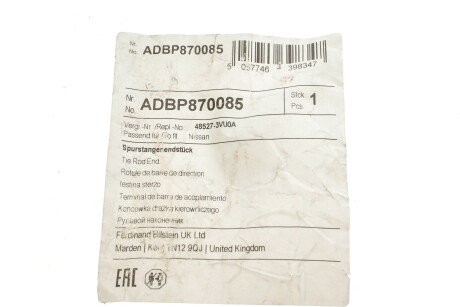 Nr.
No. ADBP870085
5 057746 398347
Nr.
No. ADBP870085
Stck.
Pcs. 1
Vergl.-Nr. /Repl.-No. 48527-3VU0A
Passend für / to fit. Nissan
Spurstangenendstück
Tie Rod End
Rotule de barre de direction
Testina sterzo
Terminal de barra de acoplamiento
Końcówka drążka kierowniczego
Рулевой наконечник
Ferdinand Bilstein UK Ltd
Marden | Kent TN12 9QJ | United Kingdom
EAC